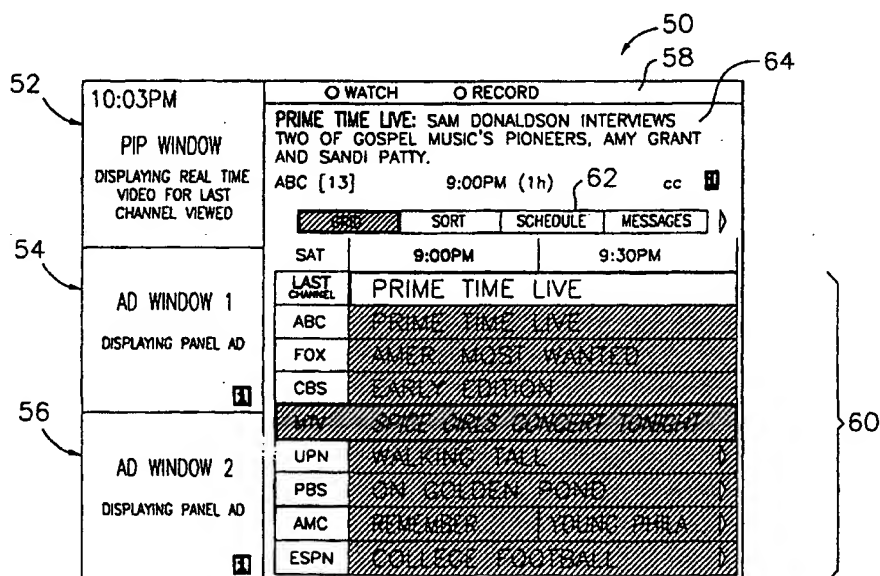 50
58
64
52
10:03PM
PIP WINDOW
DISPLAYING REAL TIME
VIDEO FOR LAST
CHANNEL VIEWED
WATCH RECORD
PRIME TIME LIVE: SAM DONALDSON INTERVIEWS
TWO OF GOSPEL MUSIC'S PIONEERS, AMY GRANT
AND SANDI PATTY.
ABC [13] 9:00PM (1h) 62 cc i
GRID SORT SCHEDULE MESSAGES
54
AD WINDOW 1
DISPLAYING PANEL AD
i
SAT 9:00PM 9:30PM
LAST CHANNEL PRIME TIME LIVE
ABC PRIME TIME LIVE
FOX AMER. MOST WANTED
CBS EARLY EDITION
MTV SPICE GIRLS CONCERT TONIGHT
60
56
AD WINDOW 2
DISPLAYING PANEL AD
i
UPN WALKING TALL
PBS ON GOLDEN POND
AMC REMEMBER YOUNG PHILA
ESPN COLLEGE FOOTBALL